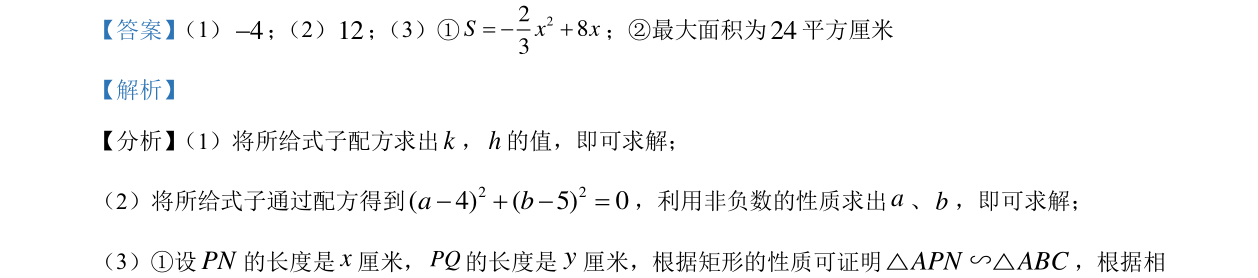 【答案】（1）−4；（2）12；（3）①S = −2/3 x² + 8x；②最大面积为24平方厘米
【解析】
【分析】（1）将所给式子配方求出k，h的值，即可求解；
（2）将所给式子通过配方得到(a−4)² + (b−5)² = 0，利用非负数的性质求出a、b，即可求解；
（3）①设PN的长度是x厘米，PQ的长度是y厘米，根据矩形的性质可证明△APN∽△ABC，根据相